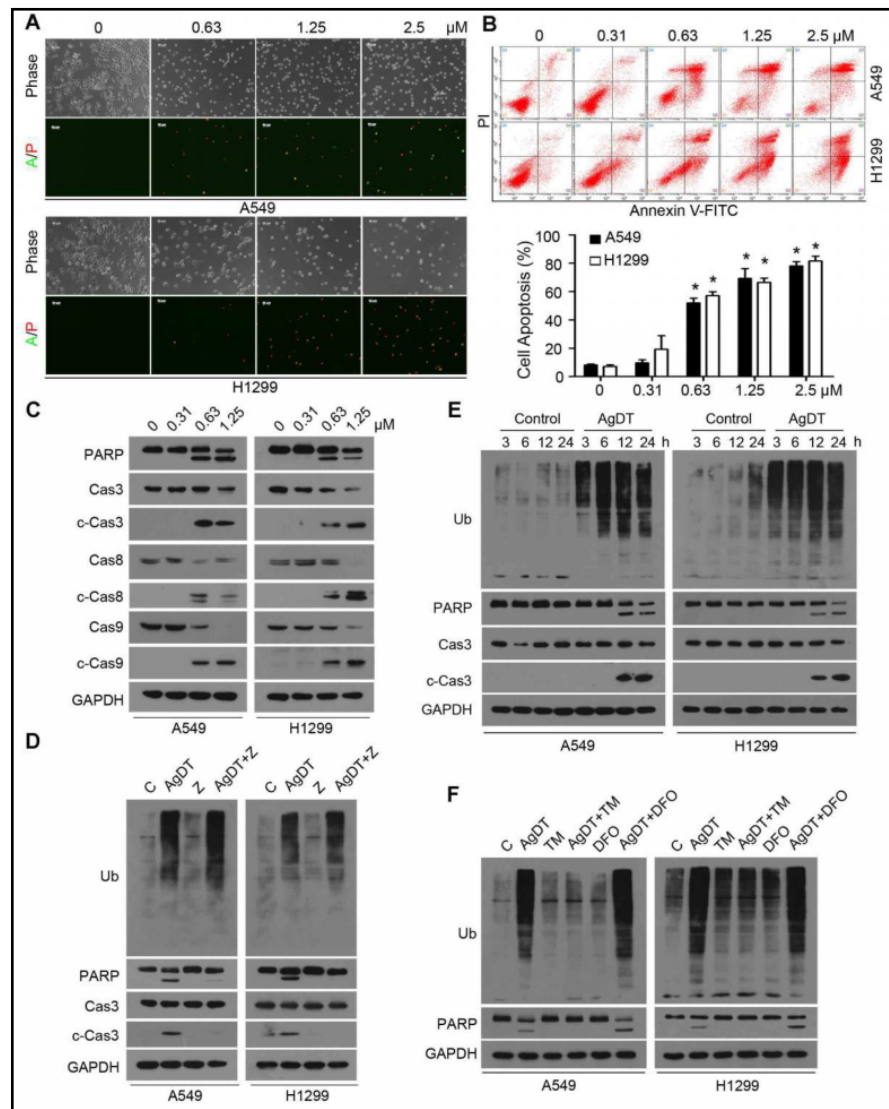 A
0 0.63 1.25 2.5 μM
Phase
A/P
A549
Phase
A/P
H1299
B
0 0.31 0.63 1.25 2.5 μM
A549
PI
H1299
Annexin V-FITC
Cell Apoptosis (%)
100
80
60
40
20
0
A549
H1299
* * * * * *
0 0.31 0.63 1.25 2.5 μM
C
0 0.31 0.63 1.25 0 0.31 0.63 1.25 μM
PARP
Cas3
c-Cas3
Cas8
c-Cas8
Cas9
c-Cas9
GAPDH
A549 H1299
D
C AgDT Z AgDT+Z C AgDT Z AgDT+Z
Ub
PARP
Cas3
c-Cas3
GAPDH
A549 H1299
E
Control AgDT Control AgDT
3 6 12 24 3 6 12 24 h 3 6 12 24 3 6 12 24 h
Ub
PARP
Cas3
c-Cas3
GAPDH
A549 H1299
F
C AgDT TM AgDT+TM DFO AgDT+DFO C AgDT TM AgDT+TM DFO AgDT+DFO
Ub
PARP
GAPDH
A549 H1299